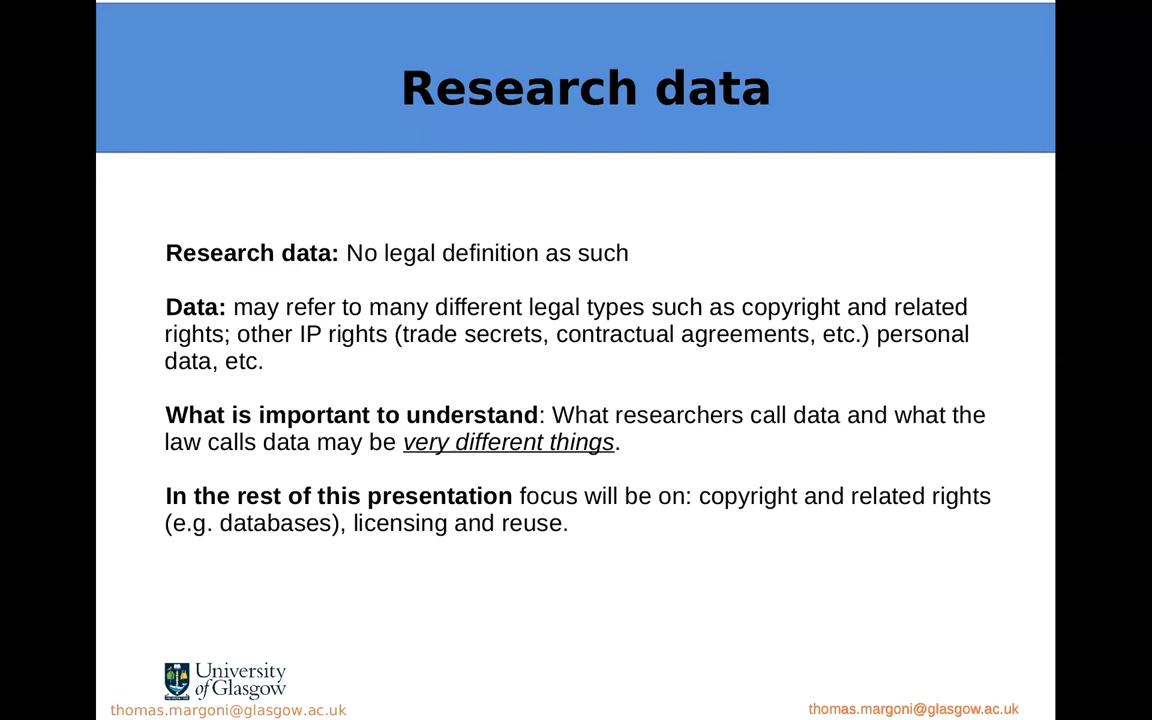 Research data
Research data: No legal definition as such
Data: may refer to many different legal types such as copyright and related
rights; other IP rights (trade secrets, contractual agreements, etc.) personal
data, etc.
What is important to understand: What researchers call data and what the
law calls data may be very different things.
In the rest of this presentation focus will be on: copyright and related rights
(e.g. databases), licensing and reuse.
University
of Glasgow
thomas.margoni@glasgow.ac.uk
thomas.margoni@glasgow.ac.uk